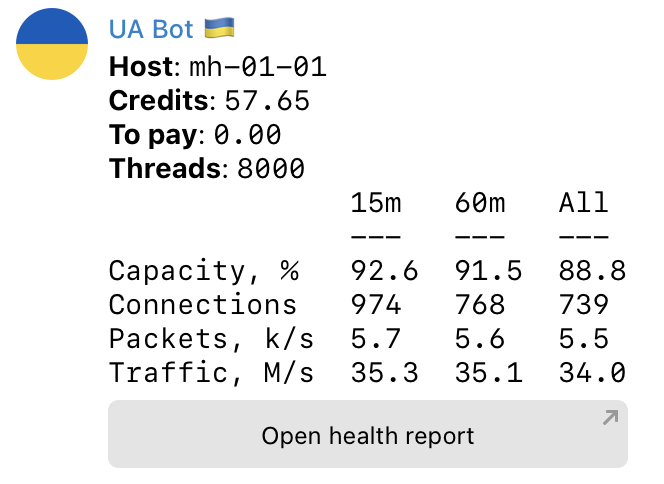 UA Bot 🇺🇦
Host: mh-01-01
Credits: 57.65
To pay: 0.00
Threads: 8000
15m 60m All
--- --- ---
Capacity, % 92.6 91.5 88.8
Connections 974 768 739
Packets, k/s 5.7 5.6 5.5
Traffic, M/s 35.3 35.1 34.0
Open health report